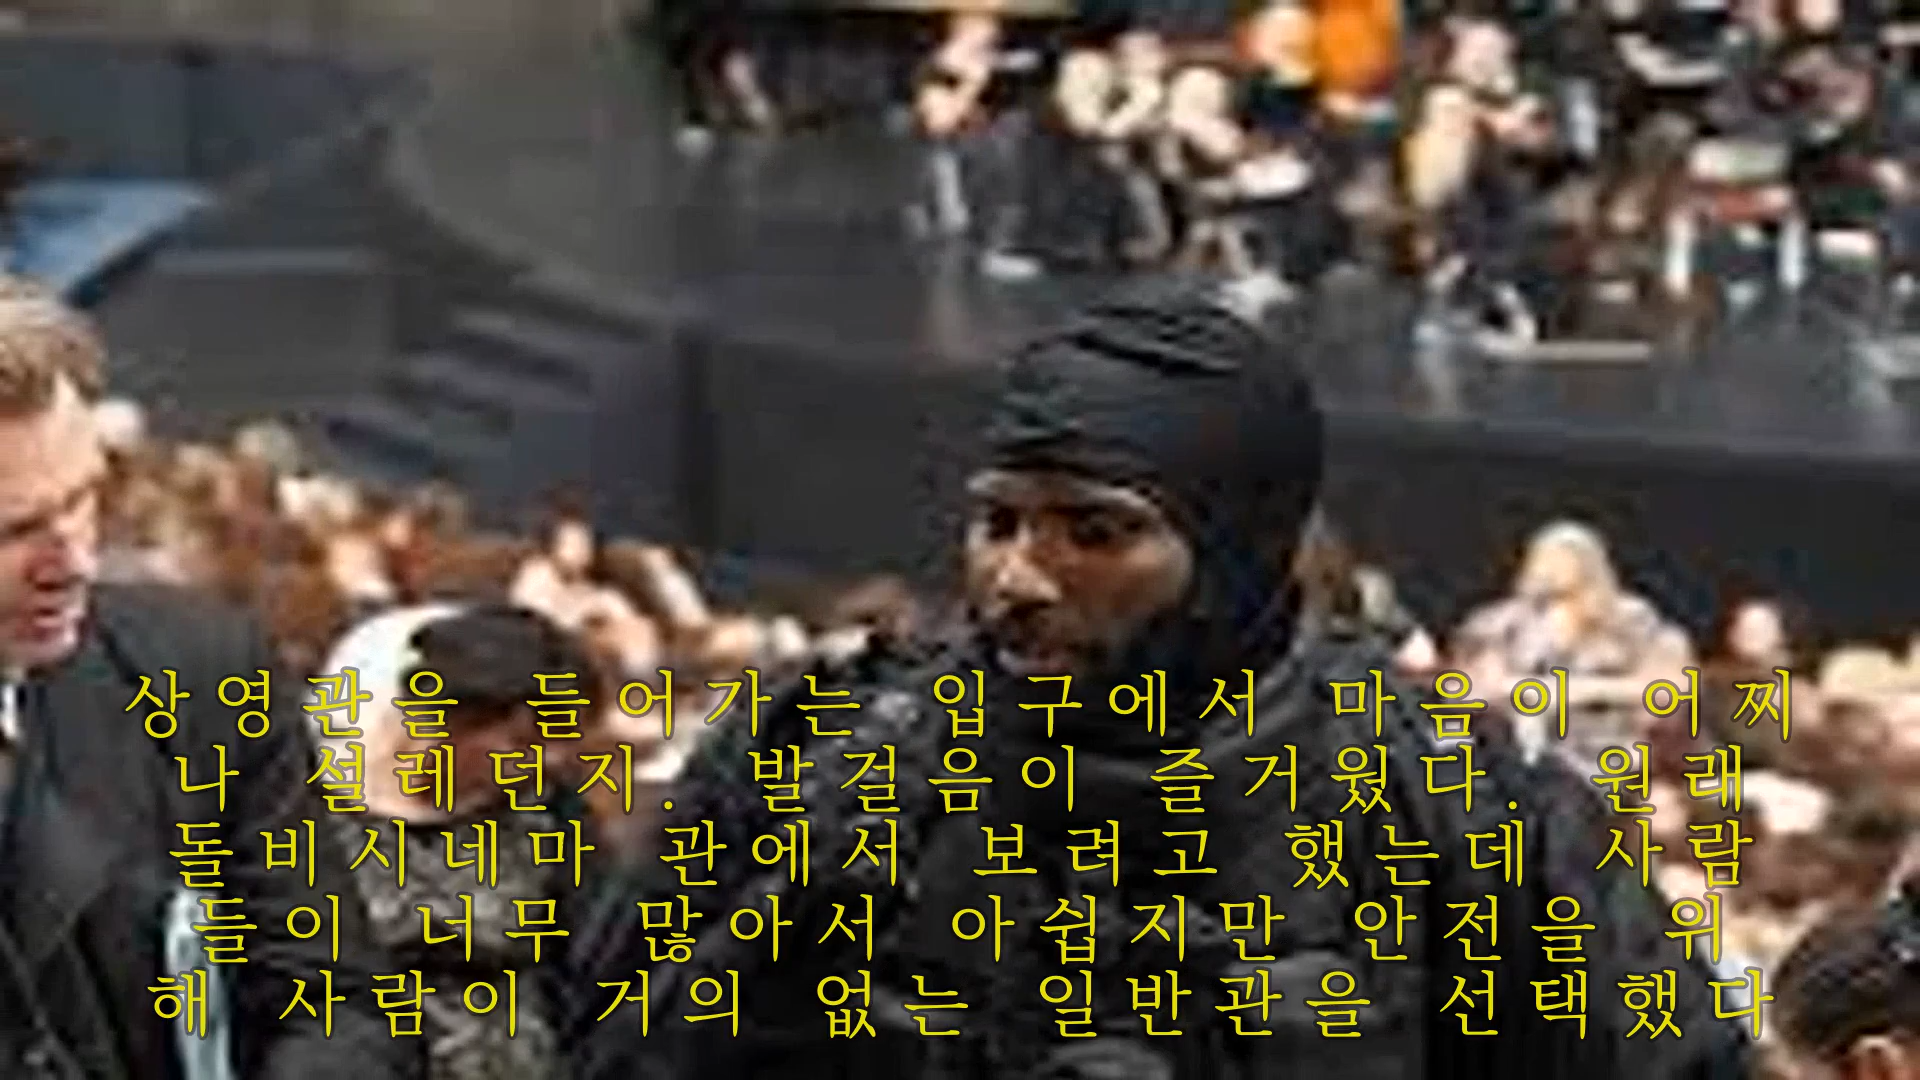 상영관을 들어가는 입구에서 마음이 어찌
나 설레던지. 발걸음이 즐거웠다. 원래
돌비시네마 관에서 보려고 했는데 사람
들이 너무 많아서 아쉽지만 안전을 위
해 사람이 거의 없는 일반관을 선택했다